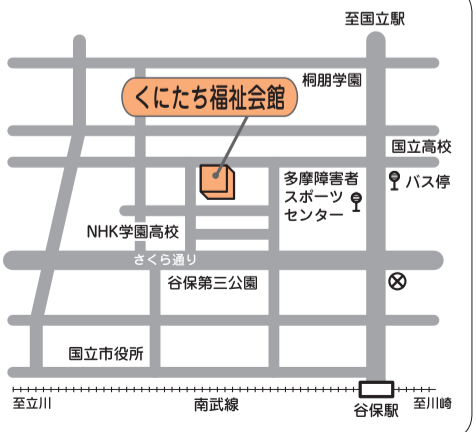 至国立駅
桐朋学園
くにたち福祉会館
国立高校
多摩障害者
スポーツ
センター
バス停
NHK学園高校
さくら通り
谷保第三公園
国立市役所
至立川
南武線
谷保駅
至川崎